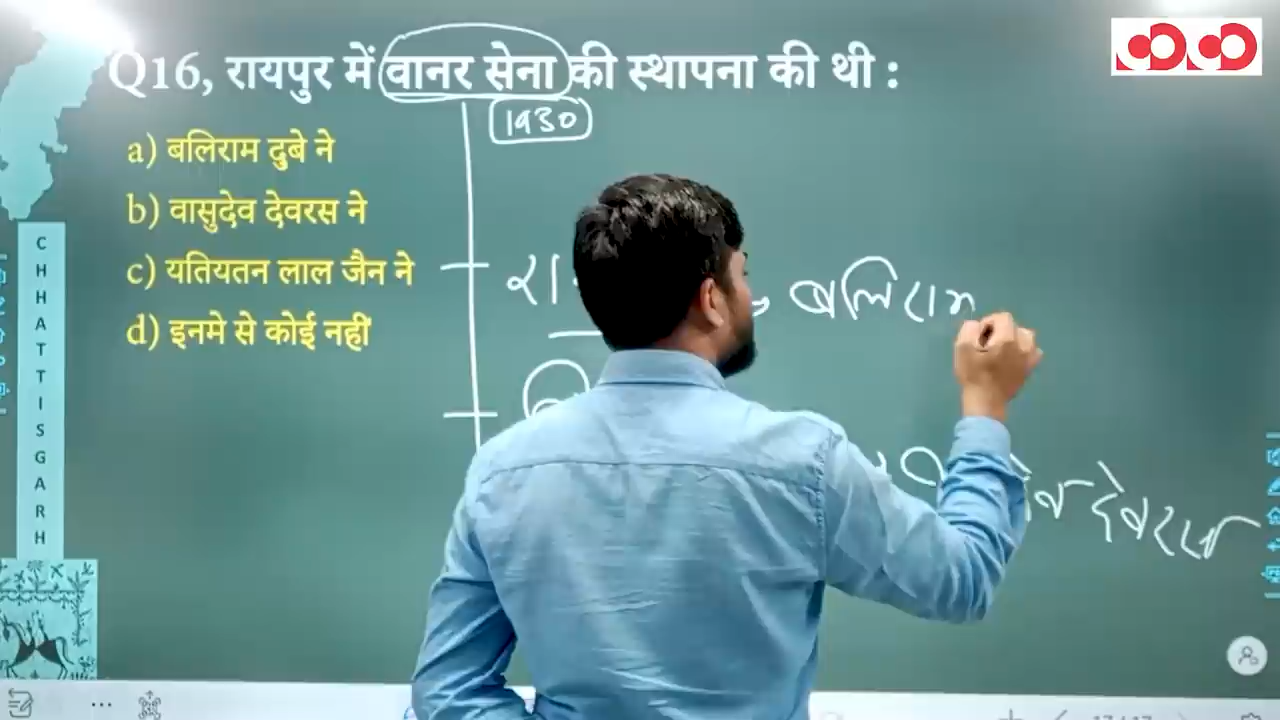 Q16, रायपुर में वानर सेना की स्थापना की थी :
1930
a) बलिराम दुबे ने
b) वासुदेव देवरस ने
c) यतियतन लाल जैन ने
d) इनमे से कोई नहीं
बलिराम
देवरस
CHHATTISGARH